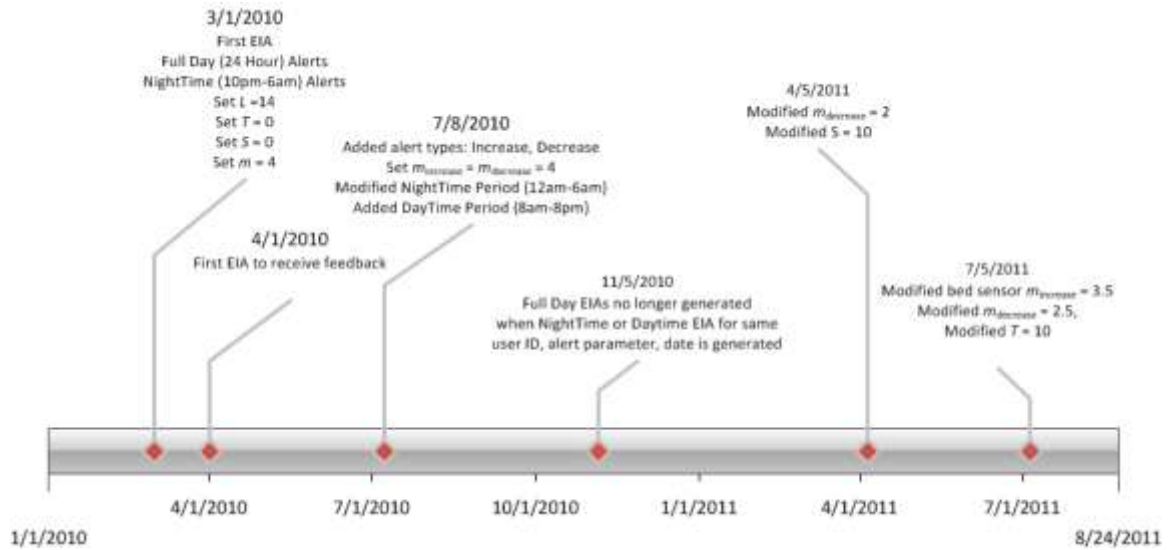 3/1/2010
First EIA
Full Day (24 Hour) Alerts
NightTime (10pm-6am) Alerts
Set L =14
Set T = 0
Set S = 0
Set m = 4
7/8/2010
Added alert types: Increase, Decrease
Set mincrease = mdecrease = 4
Modified NightTime Period (12am-6am)
Added DayTime Period (8am-8pm)
4/1/2010
First EIA to receive feedback
11/5/2010
Full Day EIAs no longer generated
when NightTime or Daytime EIA for same
user ID, alert parameter, date is generated
4/5/2011
Modified mdecrease = 2
Modified S = 10
7/5/2011
Modified bed sensor mincrease = 3.5
Modified mdecrease = 2.5,
Modified T = 10
4/1/2010
7/1/2010
10/1/2010
1/1/2011
4/1/2011
7/1/2011
1/1/2010
8/24/2011